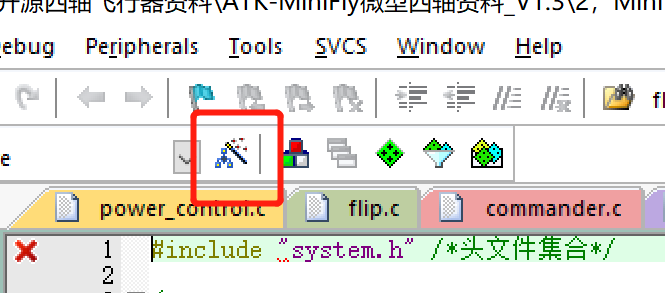 开源四轴飞行器资料\ATK-MiniFly微型四轴资料_V1.3\2，Mini
ebug Peripherals Tools SVCS Window Help
fl
e
power_control.c flip.c commander.c
1 #include "system.h" /*头文件集合*/
2